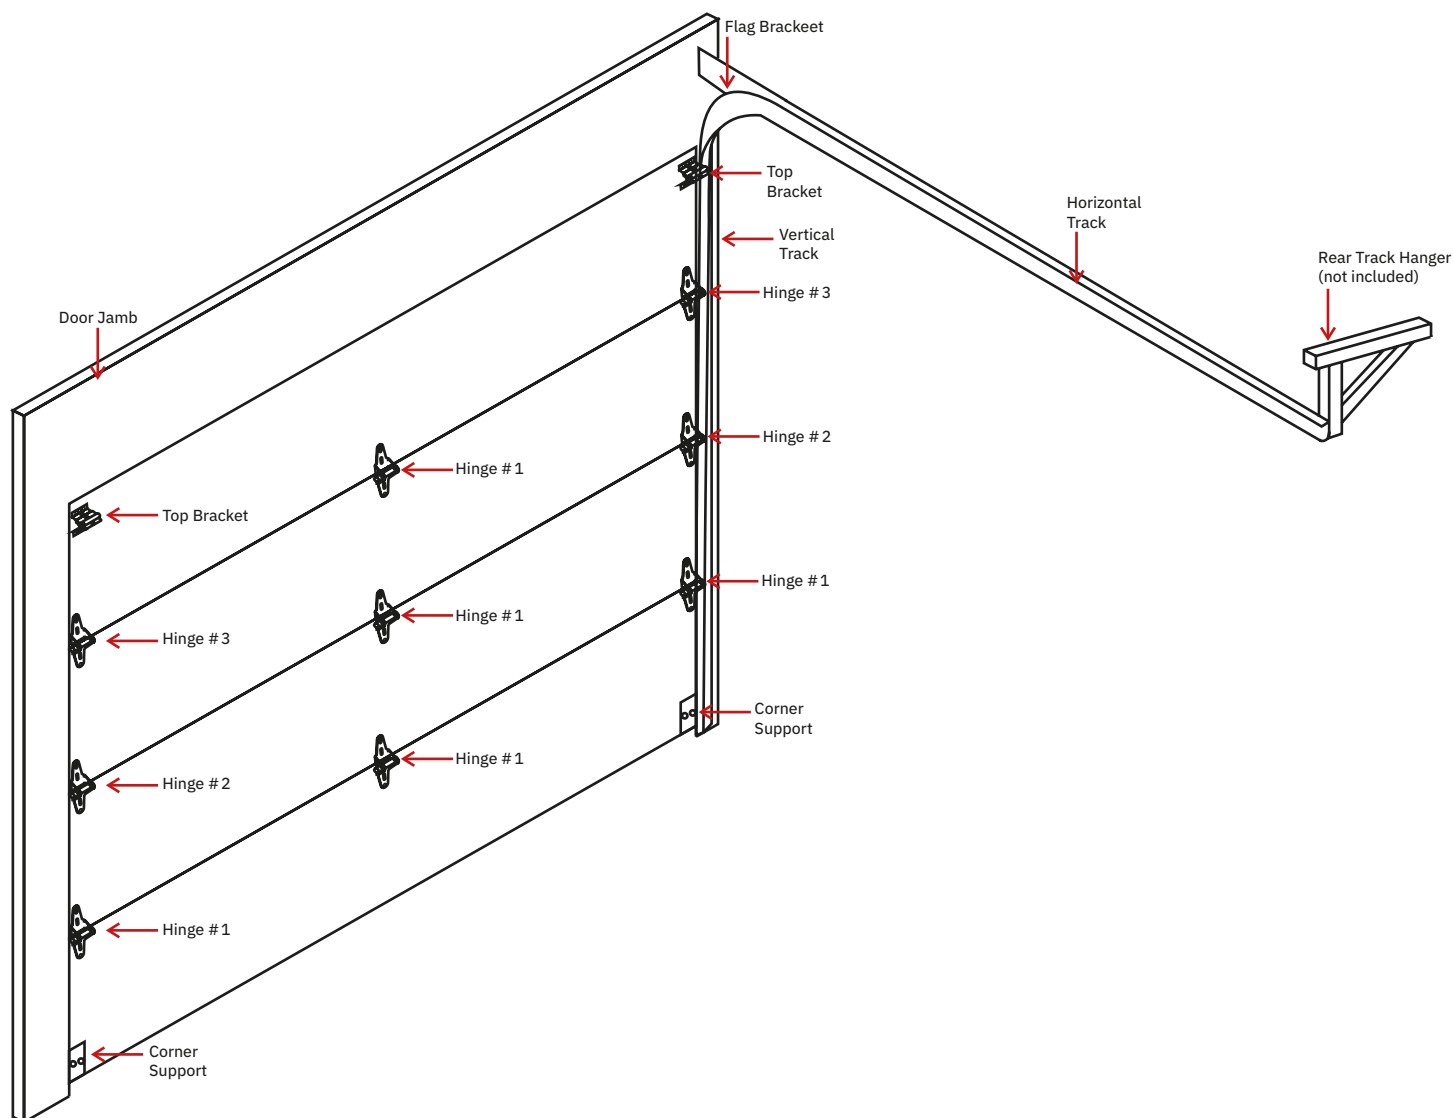 Flag Brackeet
Top
Bracket
Horizontal
Track
Vertical
Track
Rear Track Hanger
(not included)
Hinge #3
Door Jamb
Hinge #2
Hinge #1
Top Bracket
Hinge #1
Hinge #1
Hinge #3
Corner
Support
Hinge #1
Hinge #2
Hinge #1
Corner
Support